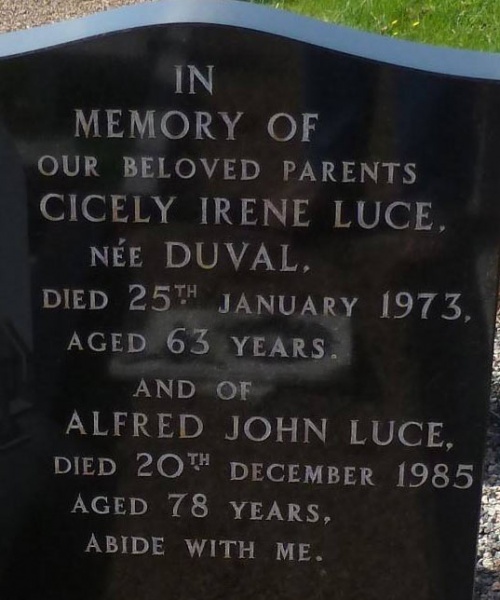 IN
MEMORY OF
OUR BELOVED PARENTS
CICELY IRENE LUCE,
NÉE DUVAL,
DIED 25TH JANUARY 1973,
AGED 63 YEARS.
AND OF
ALFRED JOHN LUCE,
DIED 20TH DECEMBER 1985
AGED 78 YEARS,
ABIDE WITH ME.